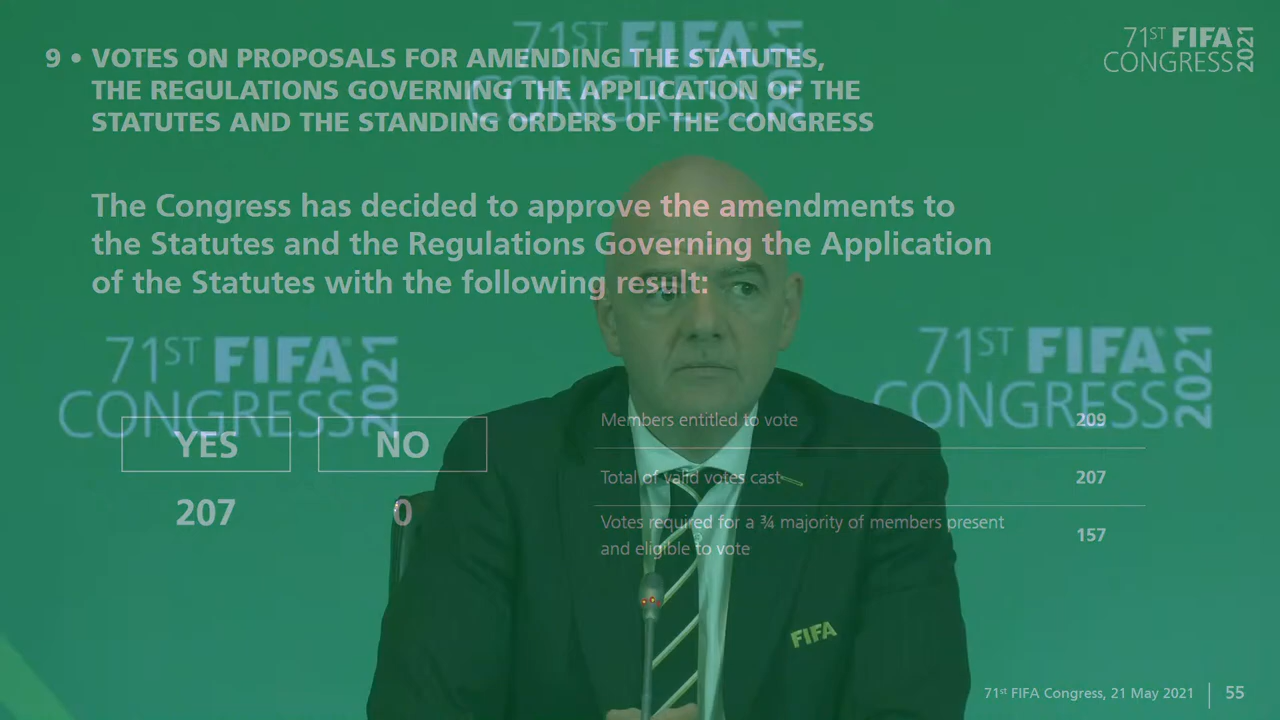 71ST FIFA
CONGRESS 2021
71ST FIFA
CONGRESS 2021
9 • VOTES ON PROPOSALS FOR AMENDING THE STATUTES,
THE REGULATIONS GOVERNING THE APPLICATION OF THE
STATUTES AND THE STANDING ORDERS OF THE CONGRESS
The Congress has decided to approve the amendments to
the Statutes and the Regulations Governing the Application
of the Statutes with the following result:
71ST FIFA
CONGRESS 2021
71ST FIFA
CONGRESS 2021
YES NO
207 0
Members entitled to vote 209
Total of valid votes cast 207
Votes required for a ¾ majority of members present
and eligible to vote 157
FIFA
71st FIFA Congress, 21 May 2021 | 55